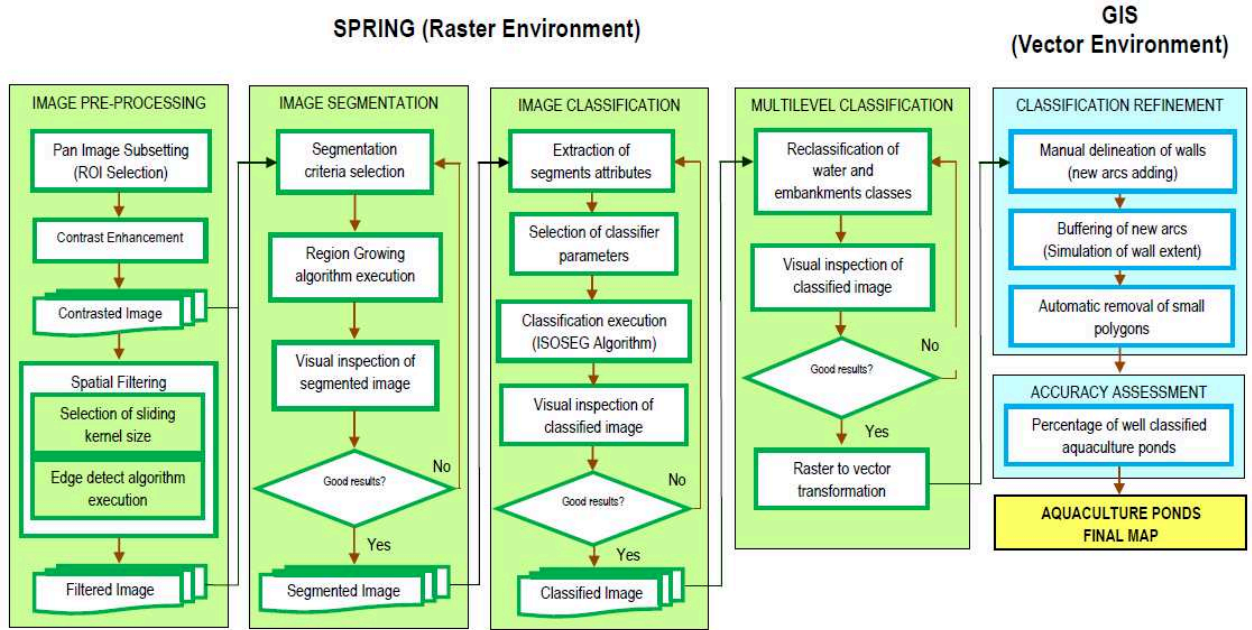 SPRING (Raster Environment)
GIS
(Vector Environment)
IMAGE PRE-PROCESSING
Pan Image Subsetting
(ROI Selection)
Contrast Enhancement
Contrasted Image
Spatial Filtering
Selection of sliding
kernel size
Edge detect algorithm
execution
Filtered Image
IMAGE SEGMENTATION
Segmentation
criteria selection
Region Growing
algorithm execution
Visual inspection of
segmented image
No
Good results?
Yes
Segmented Image
IMAGE CLASSIFICATION
Extraction of
segments attributes
Selection of classifier
parameters
Classification execution
(ISOSEG Algorithm)
Visual inspection of
classified image
No
Good results?
Yes
Classified Image
MULTILEVEL CLASSIFICATION
Reclassification of
water and
embankments classes
Visual inspection of
classified image
No
Good results?
Yes
Raster to vector
transformation
CLASSIFICATION REFINEMENT
Manual delineation of walls
(new arcs adding)
Buffering of new arcs
(Simulation of wall extent)
Automatic removal of small
polygons
ACCURACY ASSESSMENT
Percentage of well classified
aquaculture ponds
AQUACULTURE PONDS
FINAL MAP